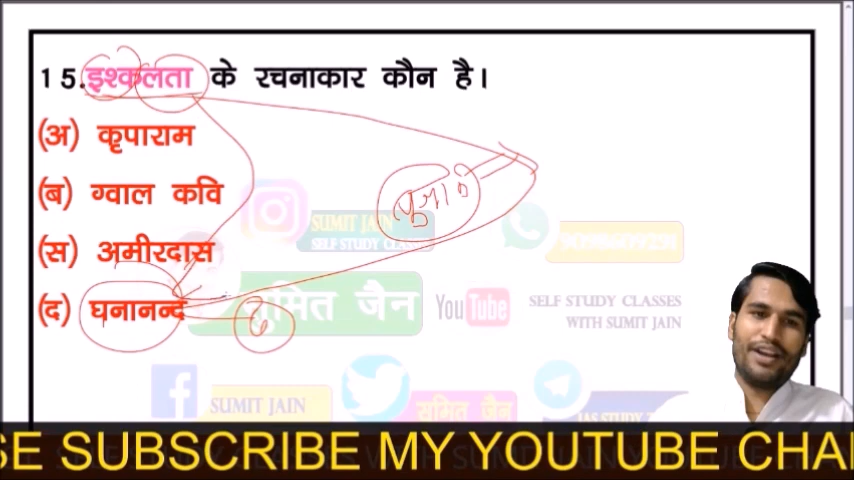 15.इश्कलता के रचनाकार कौन है।
(अ) कृपाराम
(ब) ग्वाल कवि
(स) अमीरदास
(द) घनानन्द
SUMIT JAIN
SELF STUDY CLASSES
सुमित जैन
YouTube
SELF STUDY CLASSES
WITH SUMIT JAIN
SUMIT JAIN
सुमित जैन
SE SUBSCRIBE MY YOUTUBE CHA